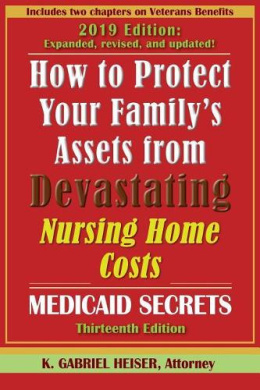 Includes two chapters on Veterans Benefits
2019 Edition:
Expanded, revised, and updated!
How to Protect
Your Family's
Assets from
Devastating
Nursing Home
Costs
MEDICAID SECRETS
Thirteenth Edition
K. GABRIEL HEISER, Attorney